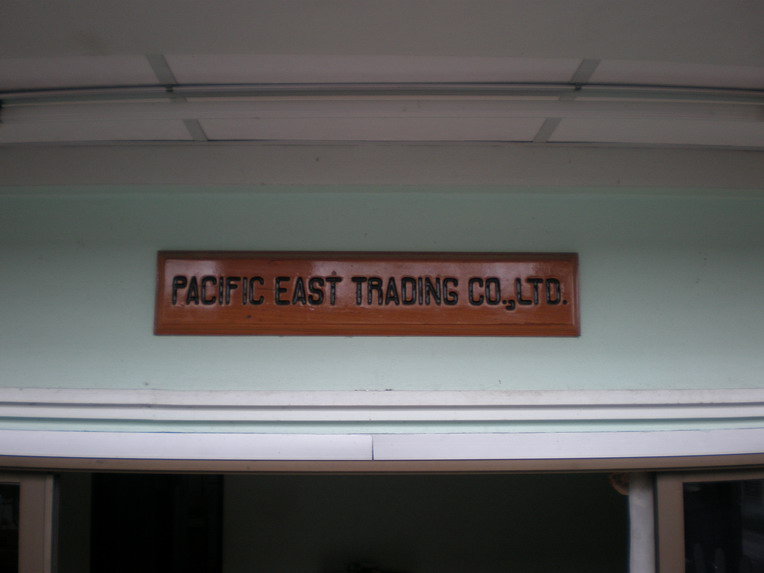 PACIFIC EAST TRADING CO.,LTD.